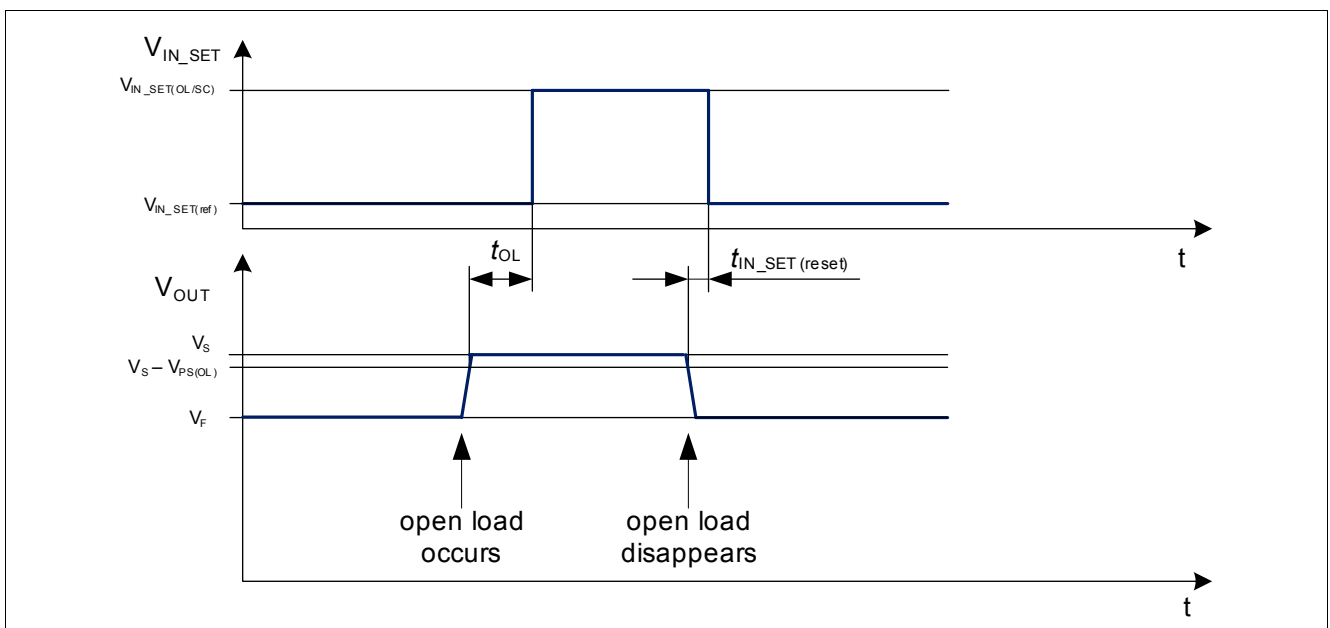 V_IN_SET
V_IN_SET(OL/SC)
V_IN_SET(ref)
t
t_OL
t_IN_SET(reset)
V_OUT
V_S
V_S – V_PS(OL)
V_F
open load
occurs
open load
disappears
t